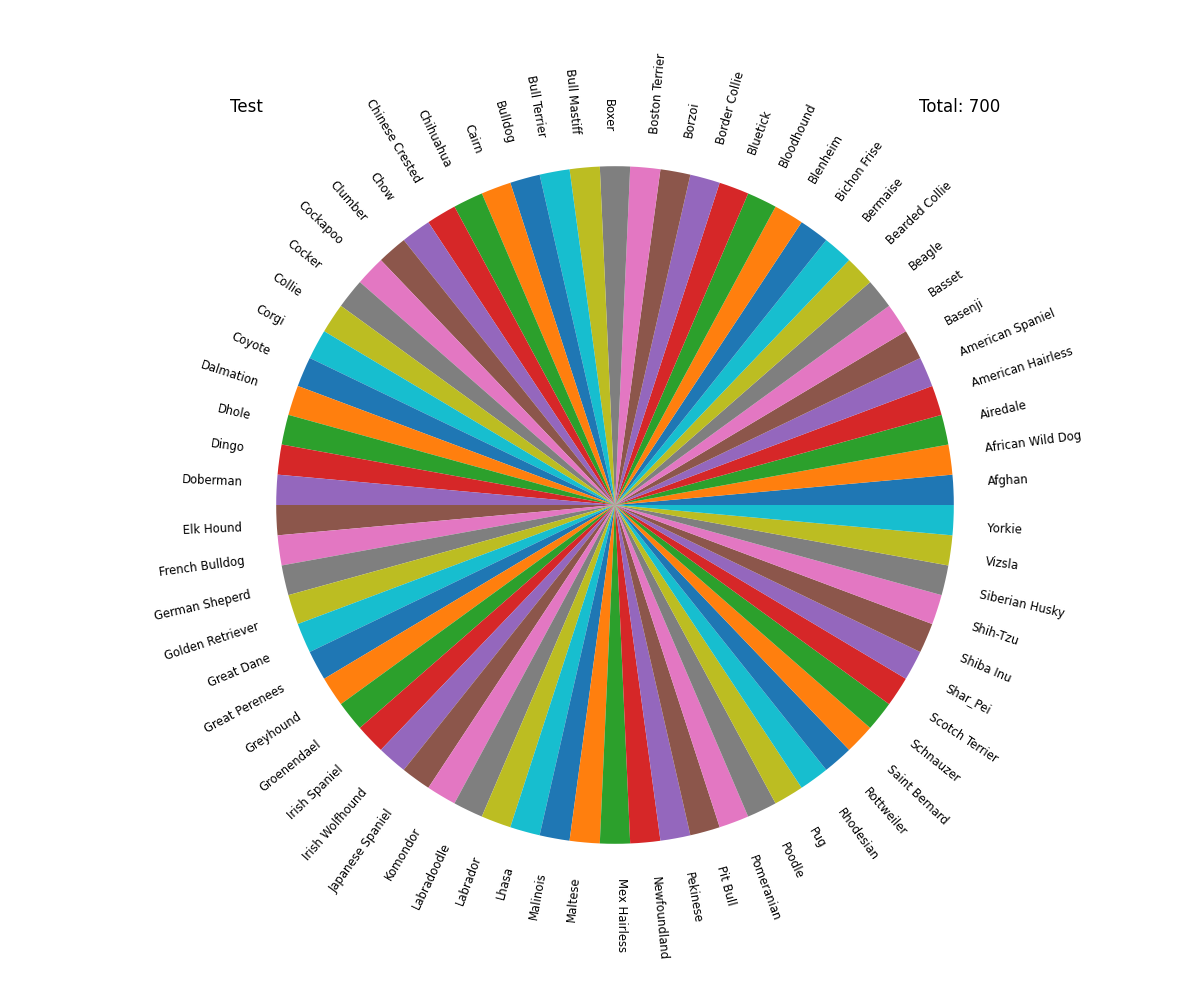 Test
Total: 700
Afghan
African Wild Dog
Airedale
American Hairless
American Spaniel
Basenji
Basset
Beagle
Bearded Collie
Bermaise
Bichon Frise
Blenheim
Bloodhound
Bluetick
Border Collie
Borzoi
Boston Terrier
Boxer
Bull Mastiff
Bull Terrier
Bulldog
Cairn
Chihuahua
Chinese Crested
Chow
Clumber
Cockapoo
Cocker
Collie
Corgi
Coyote
Dalmation
Dhole
Dingo
Doberman
Elk Hound
French Bulldog
German Sheperd
Golden Retriever
Great Dane
Great Perenees
Greyhound
Groenendael
Irish Spaniel
Irish Wolfhound
Japanese Spaniel
Komondor
Labradoodle
Labrador
Lhasa
Malinois
Maltese
Mex Hairless
Newfoundland
Pekinese
Pit Bull
Pomeranian
Poodle
Pug
Rhodesian
Rottweiler
Saint Bernard
Schnauzer
Scotch Terrier
Shar_Pei
Shiba Inu
Shih-Tzu
Siberian Husky
Vizsla
Yorkie